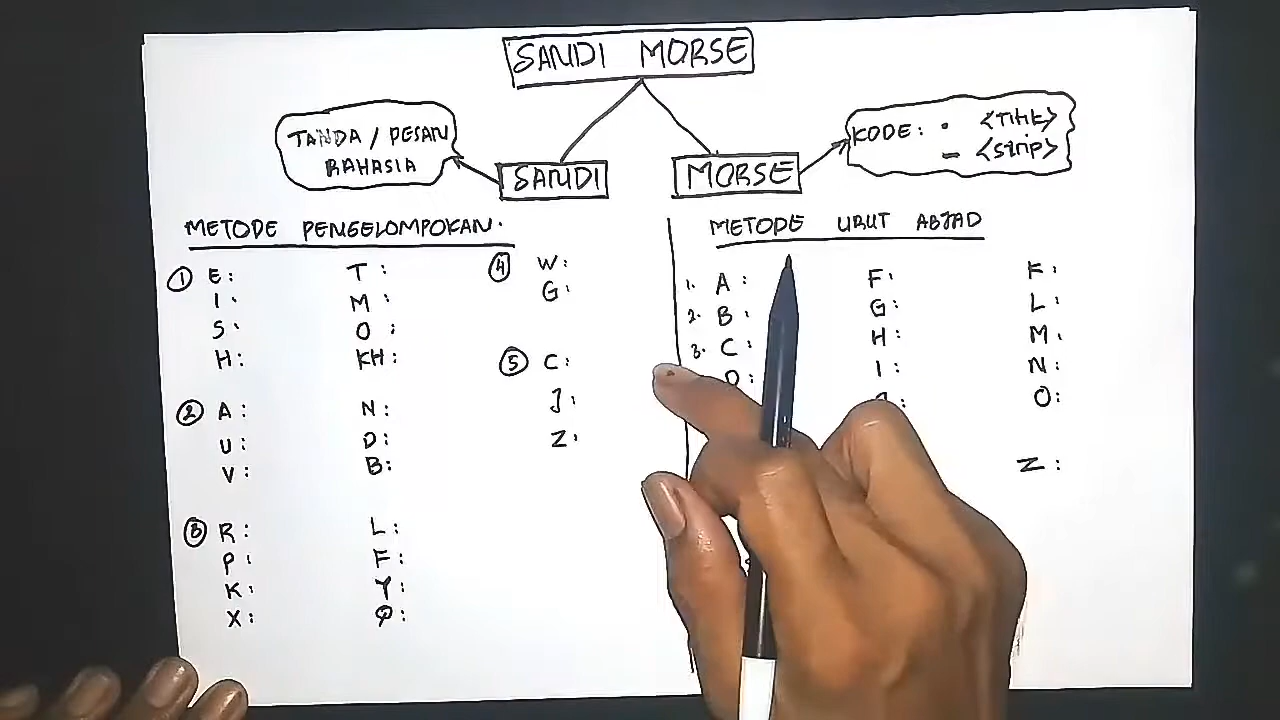 SANDI MORSE
TANDA / PESAN
RAHASIA
SANDI
MORSE
KODE: . <TITIK>
– <STRIP>
METODE PENGELOMPOKAN.
① E: T:
I: M:
S: O:
H: KH:
② A: N:
U: D:
V: B:
③ R: L:
P: F:
K: Y:
X: Q:
④ W:
G:
⑤ C:
J:
Z:
METODE URUT ABJAD
1. A: F: K:
2. B: G: L:
3. C: H: M:
D: I: N:
O:
Z: